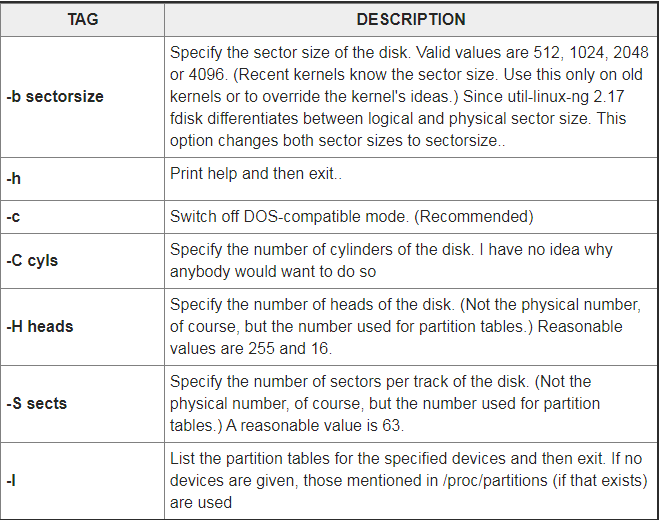 TAG DESCRIPTION
-b sectorsize
Specify the sector size of the disk. Valid values are 512, 1024, 2048
or 4096. (Recent kernels know the sector size. Use this only on old
kernels or to override the kernel's ideas.) Since util-linux-ng 2.17
fdisk differentiates between logical and physical sector size. This
option changes both sector sizes to sectorsize..
-h
Print help and then exit..
-c
Switch off DOS-compatible mode. (Recommended)
-C cyls
Specify the number of cylinders of the disk. I have no idea why
anybody would want to do so
-H heads
Specify the number of heads of the disk. (Not the physical number,
of course, but the number used for partition tables.) Reasonable
values are 255 and 16.
-S sects
Specify the number of sectors per track of the disk. (Not the
physical number, of course, but the number used for partition
tables.) A reasonable value is 63.
-l
List the partition tables for the specified devices and then exit. If no
devices are given, those mentioned in /proc/partitions (if that exists)
are used